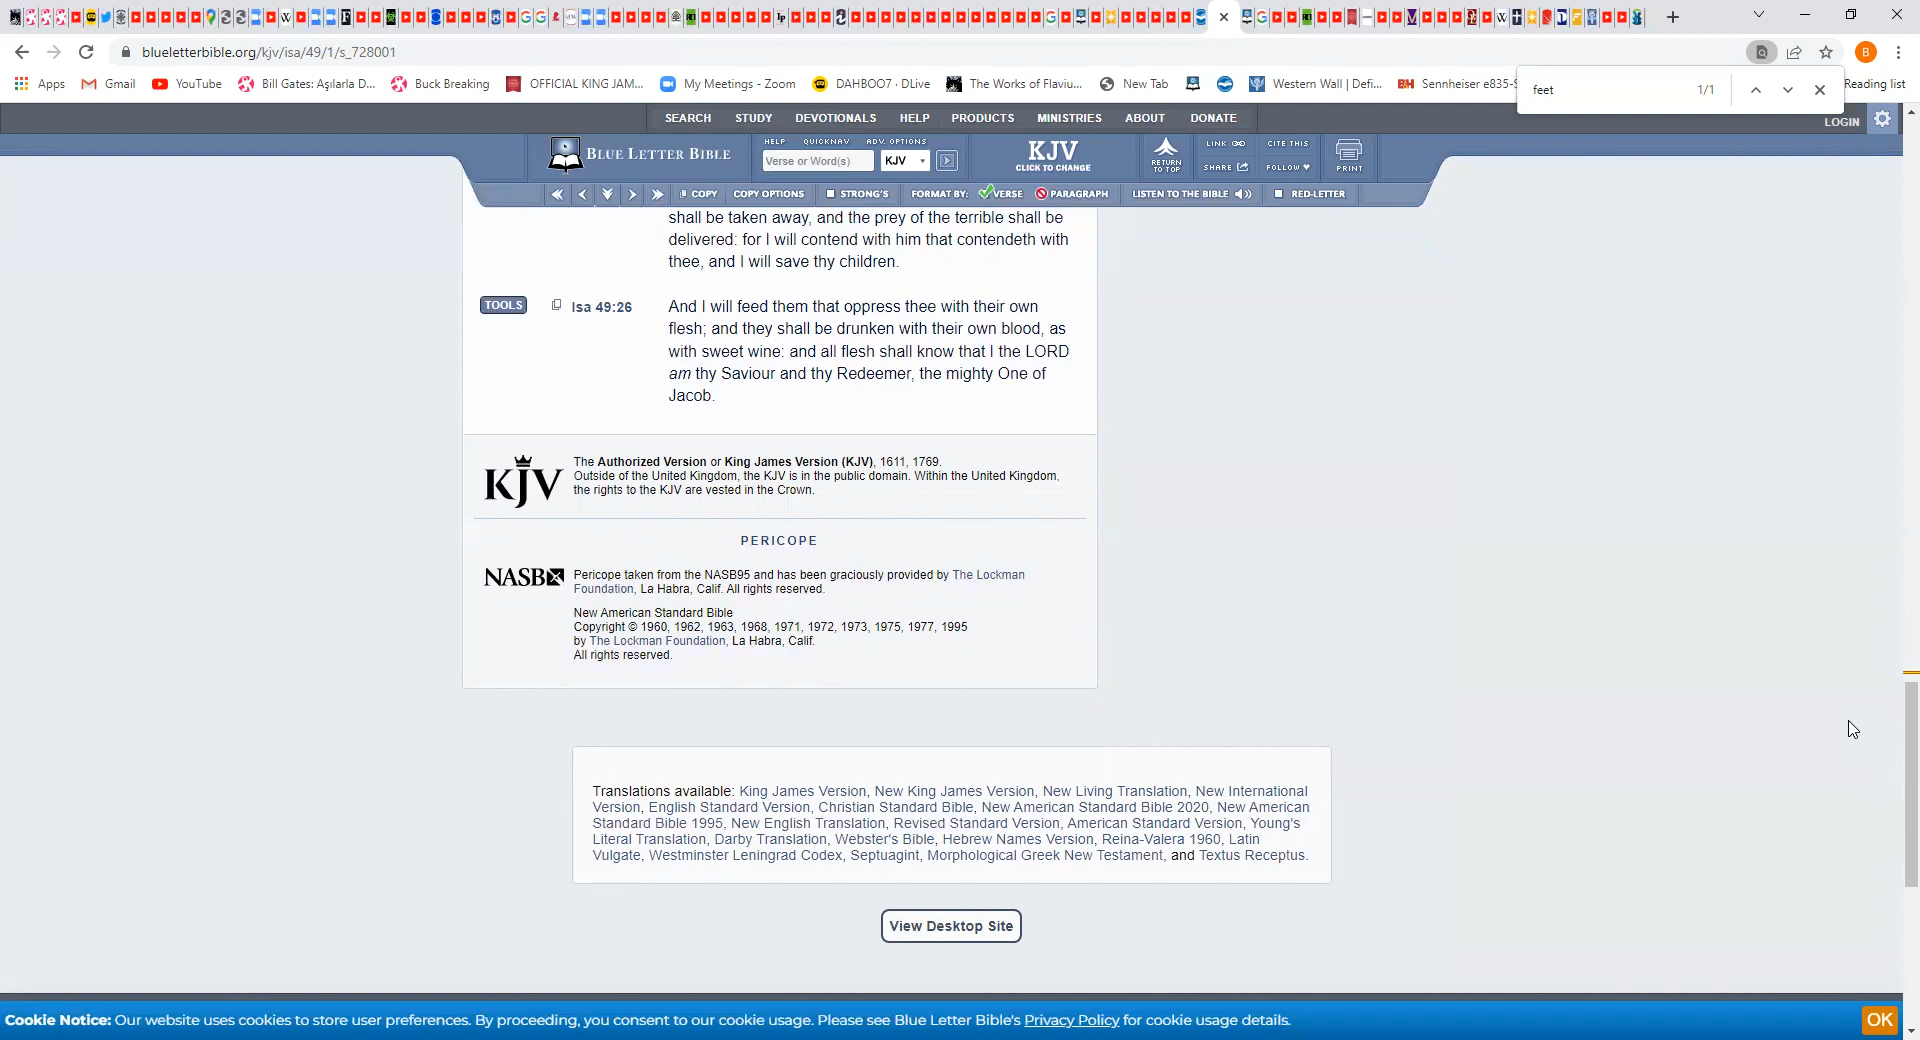 blueletterbible.org/kjv/isa/49/1/s_728001
Apps
Gmail
YouTube
Bill Gates: Aşılarla D...
Buck Breaking
OFFICIAL KING JAM...
My Meetings - Zoom
DAHBOO7 · DLive
The Works of Flaviu...
New Tab
Western Wall | Defi...
Sennheiser e835-S
Reading list
feet
1/1
B
SEARCH STUDY DEVOTIONALS HELP PRODUCTS MINISTRIES ABOUT DONATE
LOGIN
BLUE LETTER BIBLE
HELP QUICKNAV ADV. OPTIONS
Verse or Word(s)
KJV
KJV
CLICK TO CHANGE
RETURN
TO TOP
LINK
CITE THIS
SHARE
FOLLOW
PRINT
COPY
COPY OPTIONS
STRONG'S
FORMAT BY:
VERSE
PARAGRAPH
LISTEN TO THE BIBLE
RED-LETTER
shall be taken away, and the prey of the terrible shall be
delivered: for I will contend with him that contendeth with
thee, and I will save thy children.
TOOLS
Isa 49:26
And I will feed them that oppress thee with their own
flesh; and they shall be drunken with their own blood, as
with sweet wine: and all flesh shall know that I the LORD
am thy Saviour and thy Redeemer, the mighty One of
Jacob.
KJV
The Authorized Version or King James Version (KJV), 1611, 1769.
Outside of the United Kingdom, the KJV is in the public domain. Within the United Kingdom,
the rights to the KJV are vested in the Crown.
PERICOPE
NASB
Pericope taken from the NASB95 and has been graciously provided by The Lockman
Foundation, La Habra, Calif. All rights reserved.
New American Standard Bible
Copyright © 1960, 1962, 1963, 1968, 1971, 1972, 1973, 1975, 1977, 1995
by The Lockman Foundation, La Habra, Calif.
All rights reserved.
Translations available: King James Version, New King James Version, New Living Translation, New International
Version, English Standard Version, Christian Standard Bible, New American Standard Bible 2020, New American
Standard Bible 1995, New English Translation, Revised Standard Version, American Standard Version, Young's
Literal Translation, Darby Translation, Webster's Bible, Hebrew Names Version, Reina-Valera 1960, Latin
Vulgate, Westminster Leningrad Codex, Septuagint, Morphological Greek New Testament, and Textus Receptus.
View Desktop Site
Cookie Notice: Our website uses cookies to store user preferences. By proceeding, you consent to our cookie usage. Please see Blue Letter Bible's Privacy Policy for cookie usage details.
OK